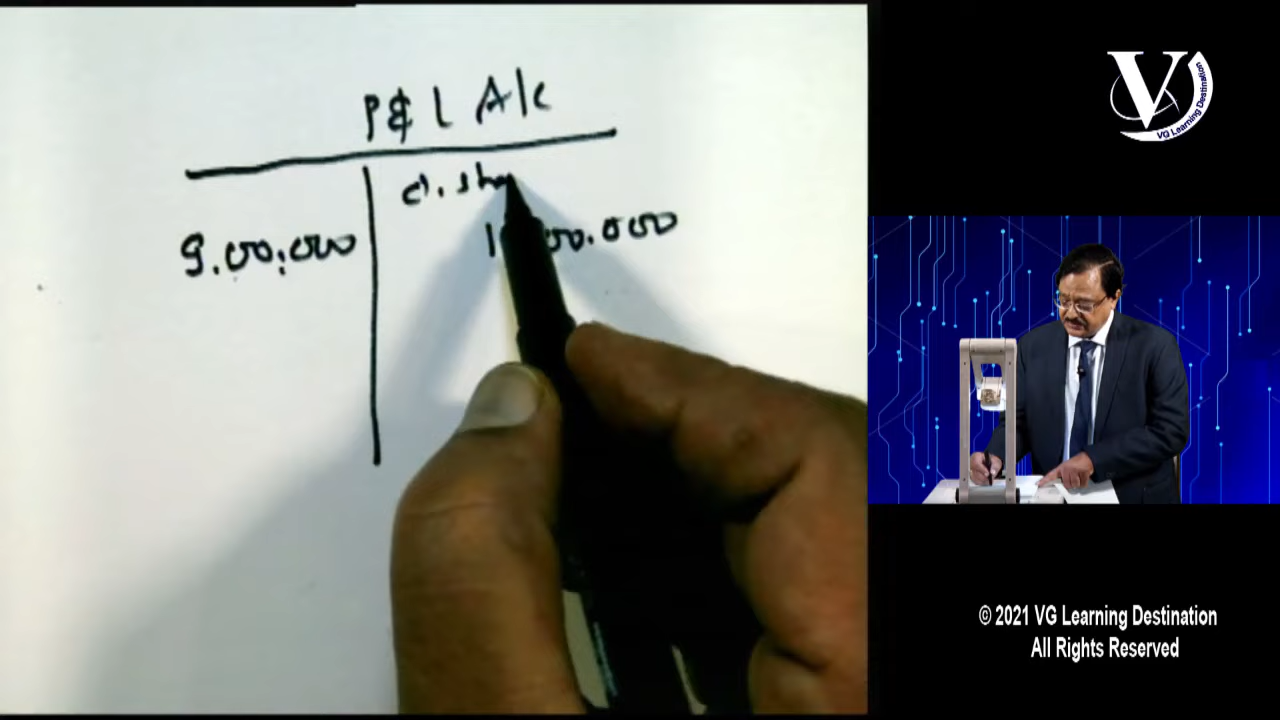 P & L A/c
cl. sto
9,00,000
00,000
V
VG Learning Destination
© 2021 VG Learning Destination
All Rights Reserved